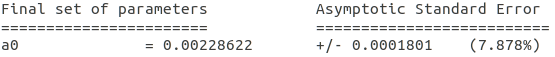 Final set of parameters            Asymptotic Standard Error
=======================            ==========================
a0              = 0.00228622       +/- 0.0001801    (7.878%)